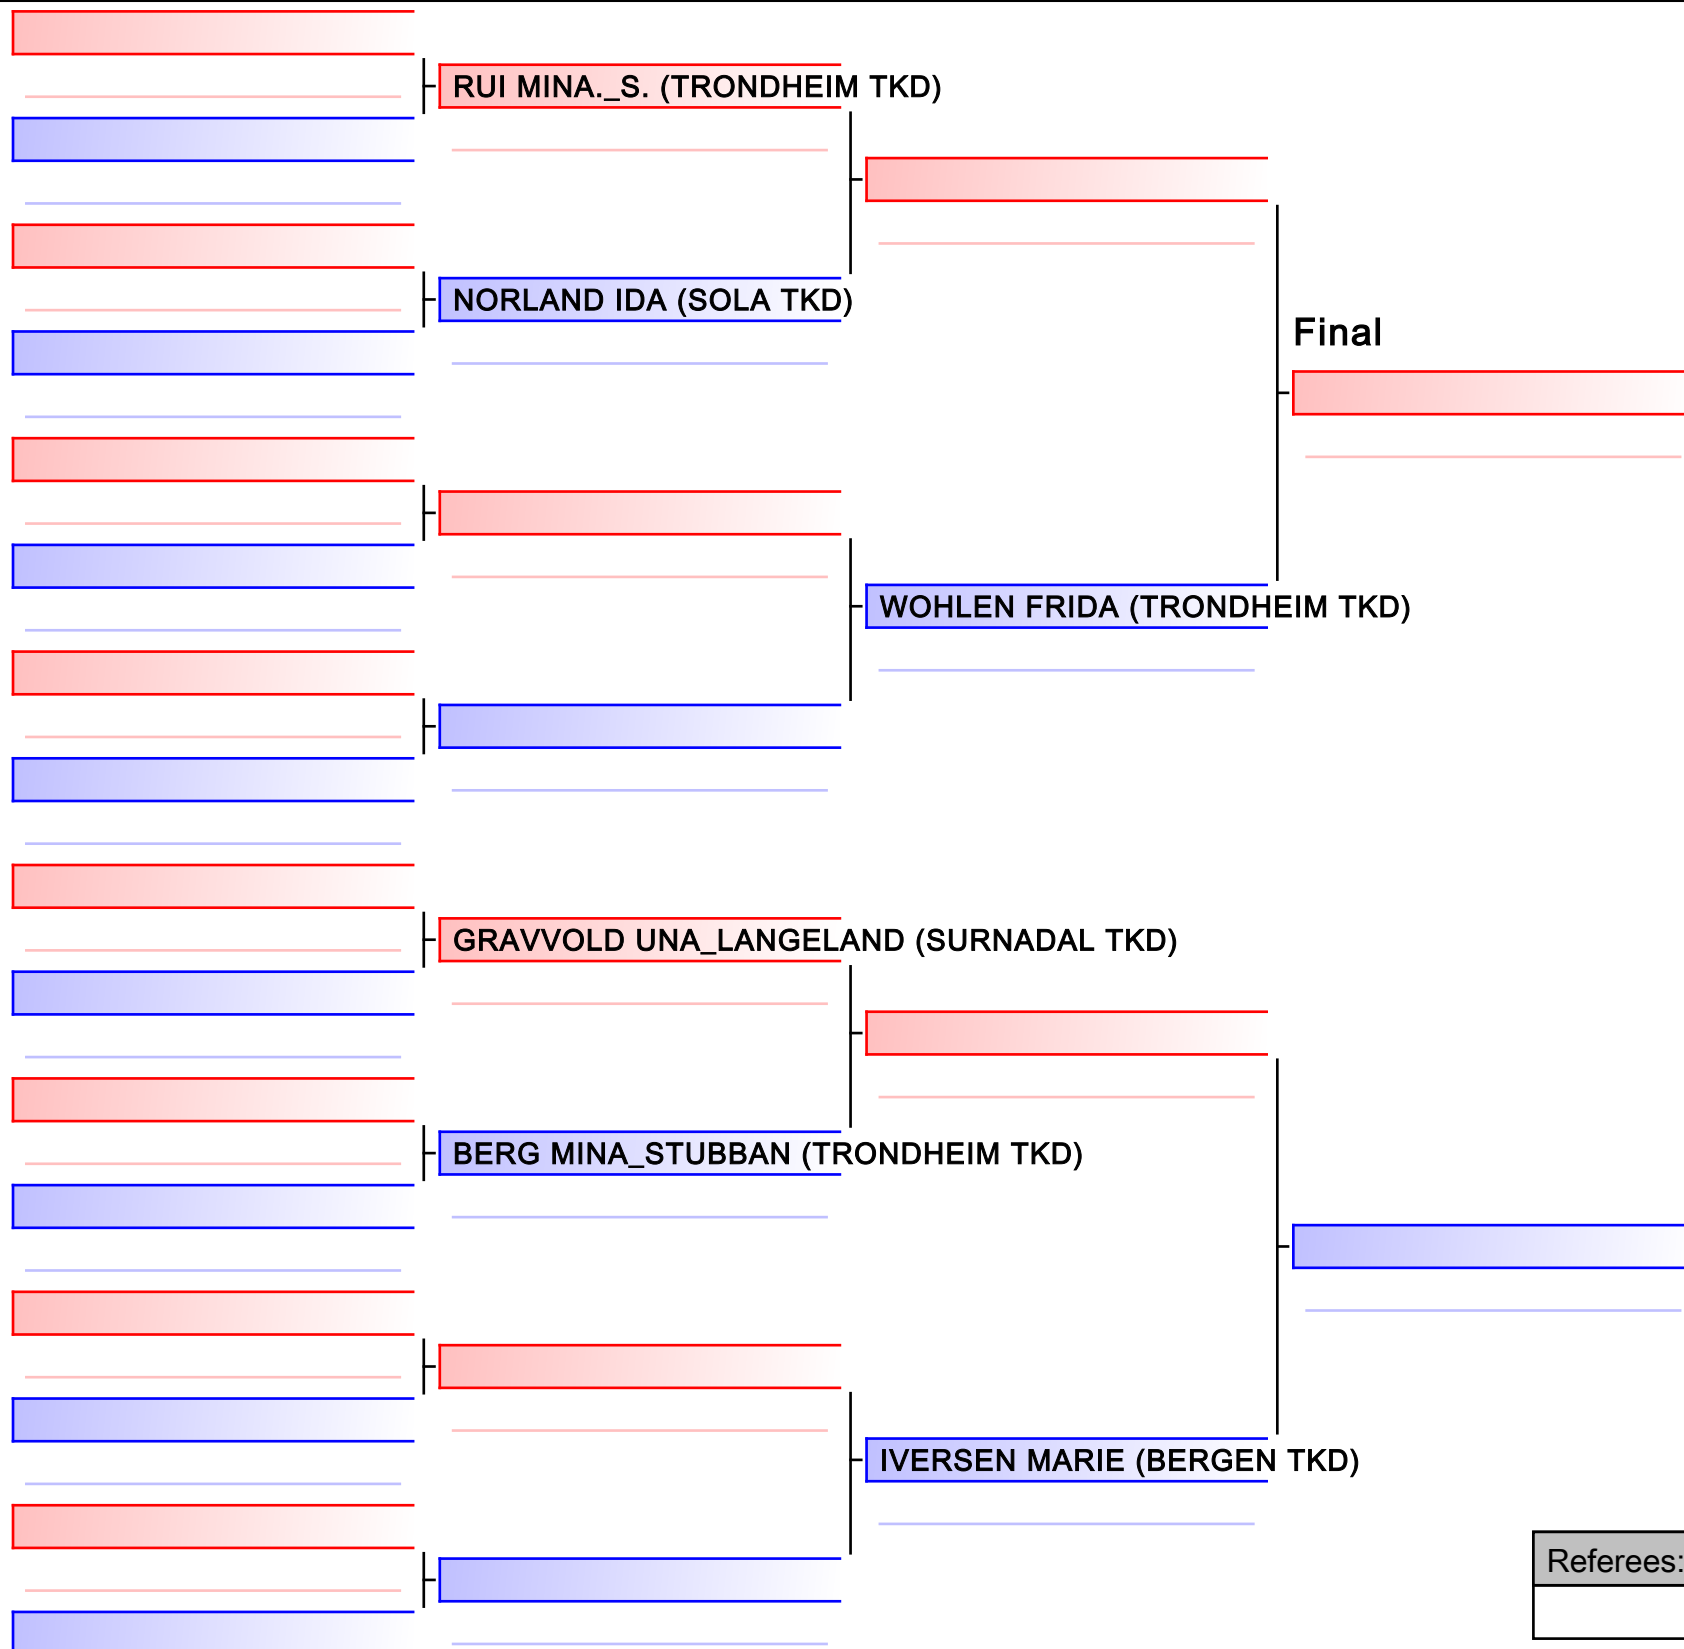 RUI MINA._S. (TRONDHEIM TKD)
NORLAND IDA (SOLA TKD)
Final
WOHLEN FRIDA (TRONDHEIM TKD)
GRAVVOLD UNA_LANGELAND (SURNADAL TKD)
BERG MINA_STUBBAN (TRONDHEIM TKD)
IVERSEN MARIE (BERGEN TKD)
Referees: